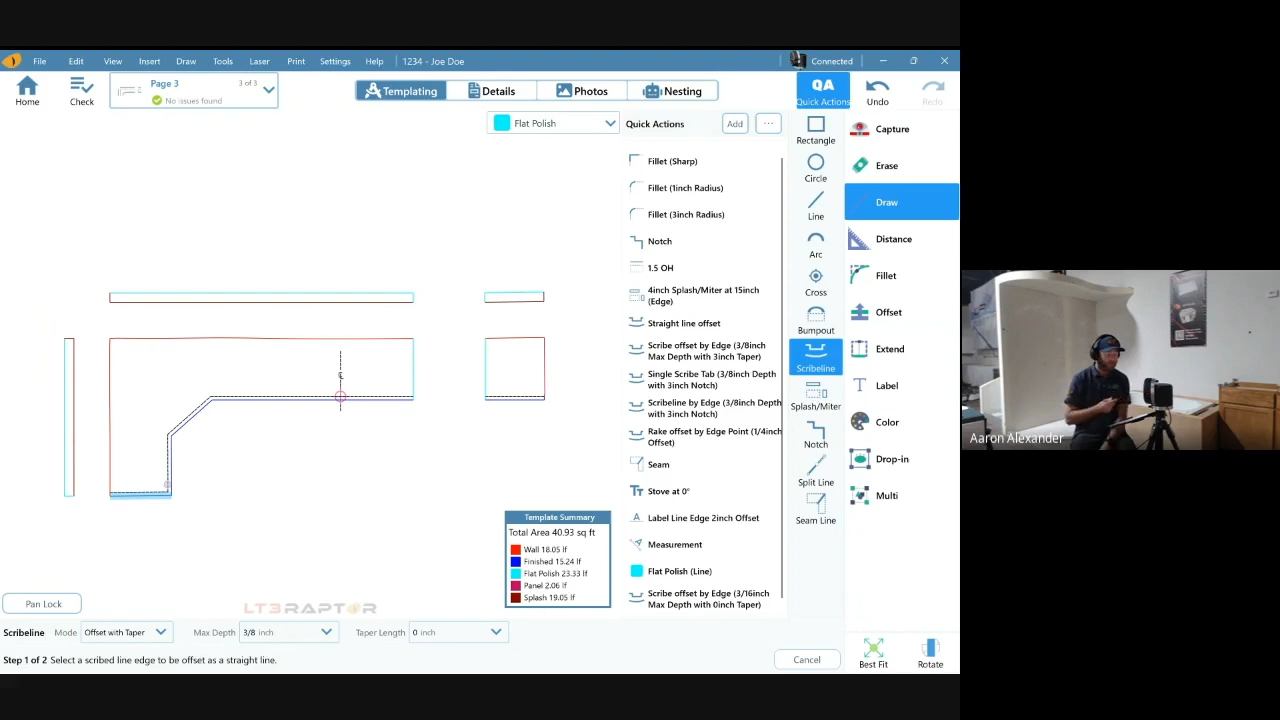 File Edit View Insert Draw Tools Laser Print Settings Help 1234 - Joe Doe Connected
Home
Check
Page 3
3 of 3
No issues found
Templating
Details
Photos
Nesting
QA
Quick Actions
Undo
Redo
Flat Polish
Quick Actions
Add
...
Fillet (Sharp)
Fillet (1inch Radius)
Fillet (3inch Radius)
Notch
1.5 OH
4inch Splash/Miter at 15inch
(Edge)
Straight line offset
Scribe offset by Edge (3/8inch
Max Depth with 3inch Taper)
Single Scribe Tab (3/8inch Depth
with 3inch Notch)
Scribeline by Edge (3/8inch Depth
with 3inch Notch)
Rake offset by Edge Point (1/4inch
Offset)
Seam
Stove at 0°
Label Line Edge 2inch Offset
Measurement
Flat Polish (Line)
Scribe offset by Edge (3/16inch
Max Depth with 0inch Taper)
Rectangle
Circle
Line
Arc
Cross
Bumpout
Scribeline
Splash/Miter
Notch
Split Line
Seam Line
Capture
Erase
Draw
Distance
Fillet
Offset
Extend
Label
Color
Drop-in
Multi
Best Fit
Rotate
Template Summary
Total Area 40.93 sq ft
Wall 18.05 lf
Finished 15.24 lf
Flat Polish 23.33 lf
Panel 2.06 lf
Splash 19.05 lf
Pan Lock
LT3RAPTOR
Scribeline Mode Offset with Taper Max Depth 3/8 inch Taper Length 0 inch
Step 1 of 2 Select a scribed line edge to be offset as a straight line.
Cancel
Aaron Alexander